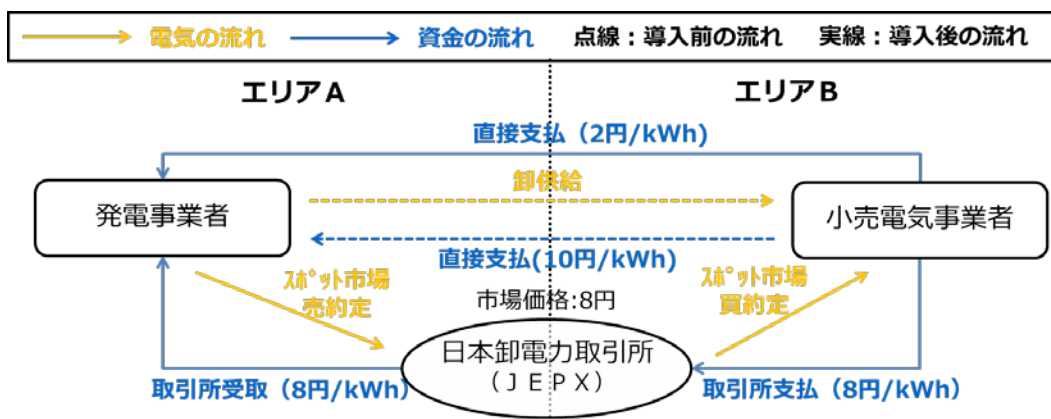 電気の流れ 資金の流れ 点線：導入前の流れ 実線：導入後の流れ
エリアA エリアB
直接支払（2円/kWh)
発電事業者
卸供給
小売電気事業者
直接支払(10円/kWh)
ｽﾎﾟｯﾄ市場
売約定
ｽﾎﾟｯﾄ市場
買約定
市場価格:8円
日本卸電力取引所
（ＪＥＰＸ）
取引所受取（8円/kWh）
取引所支払（8円/kWh）